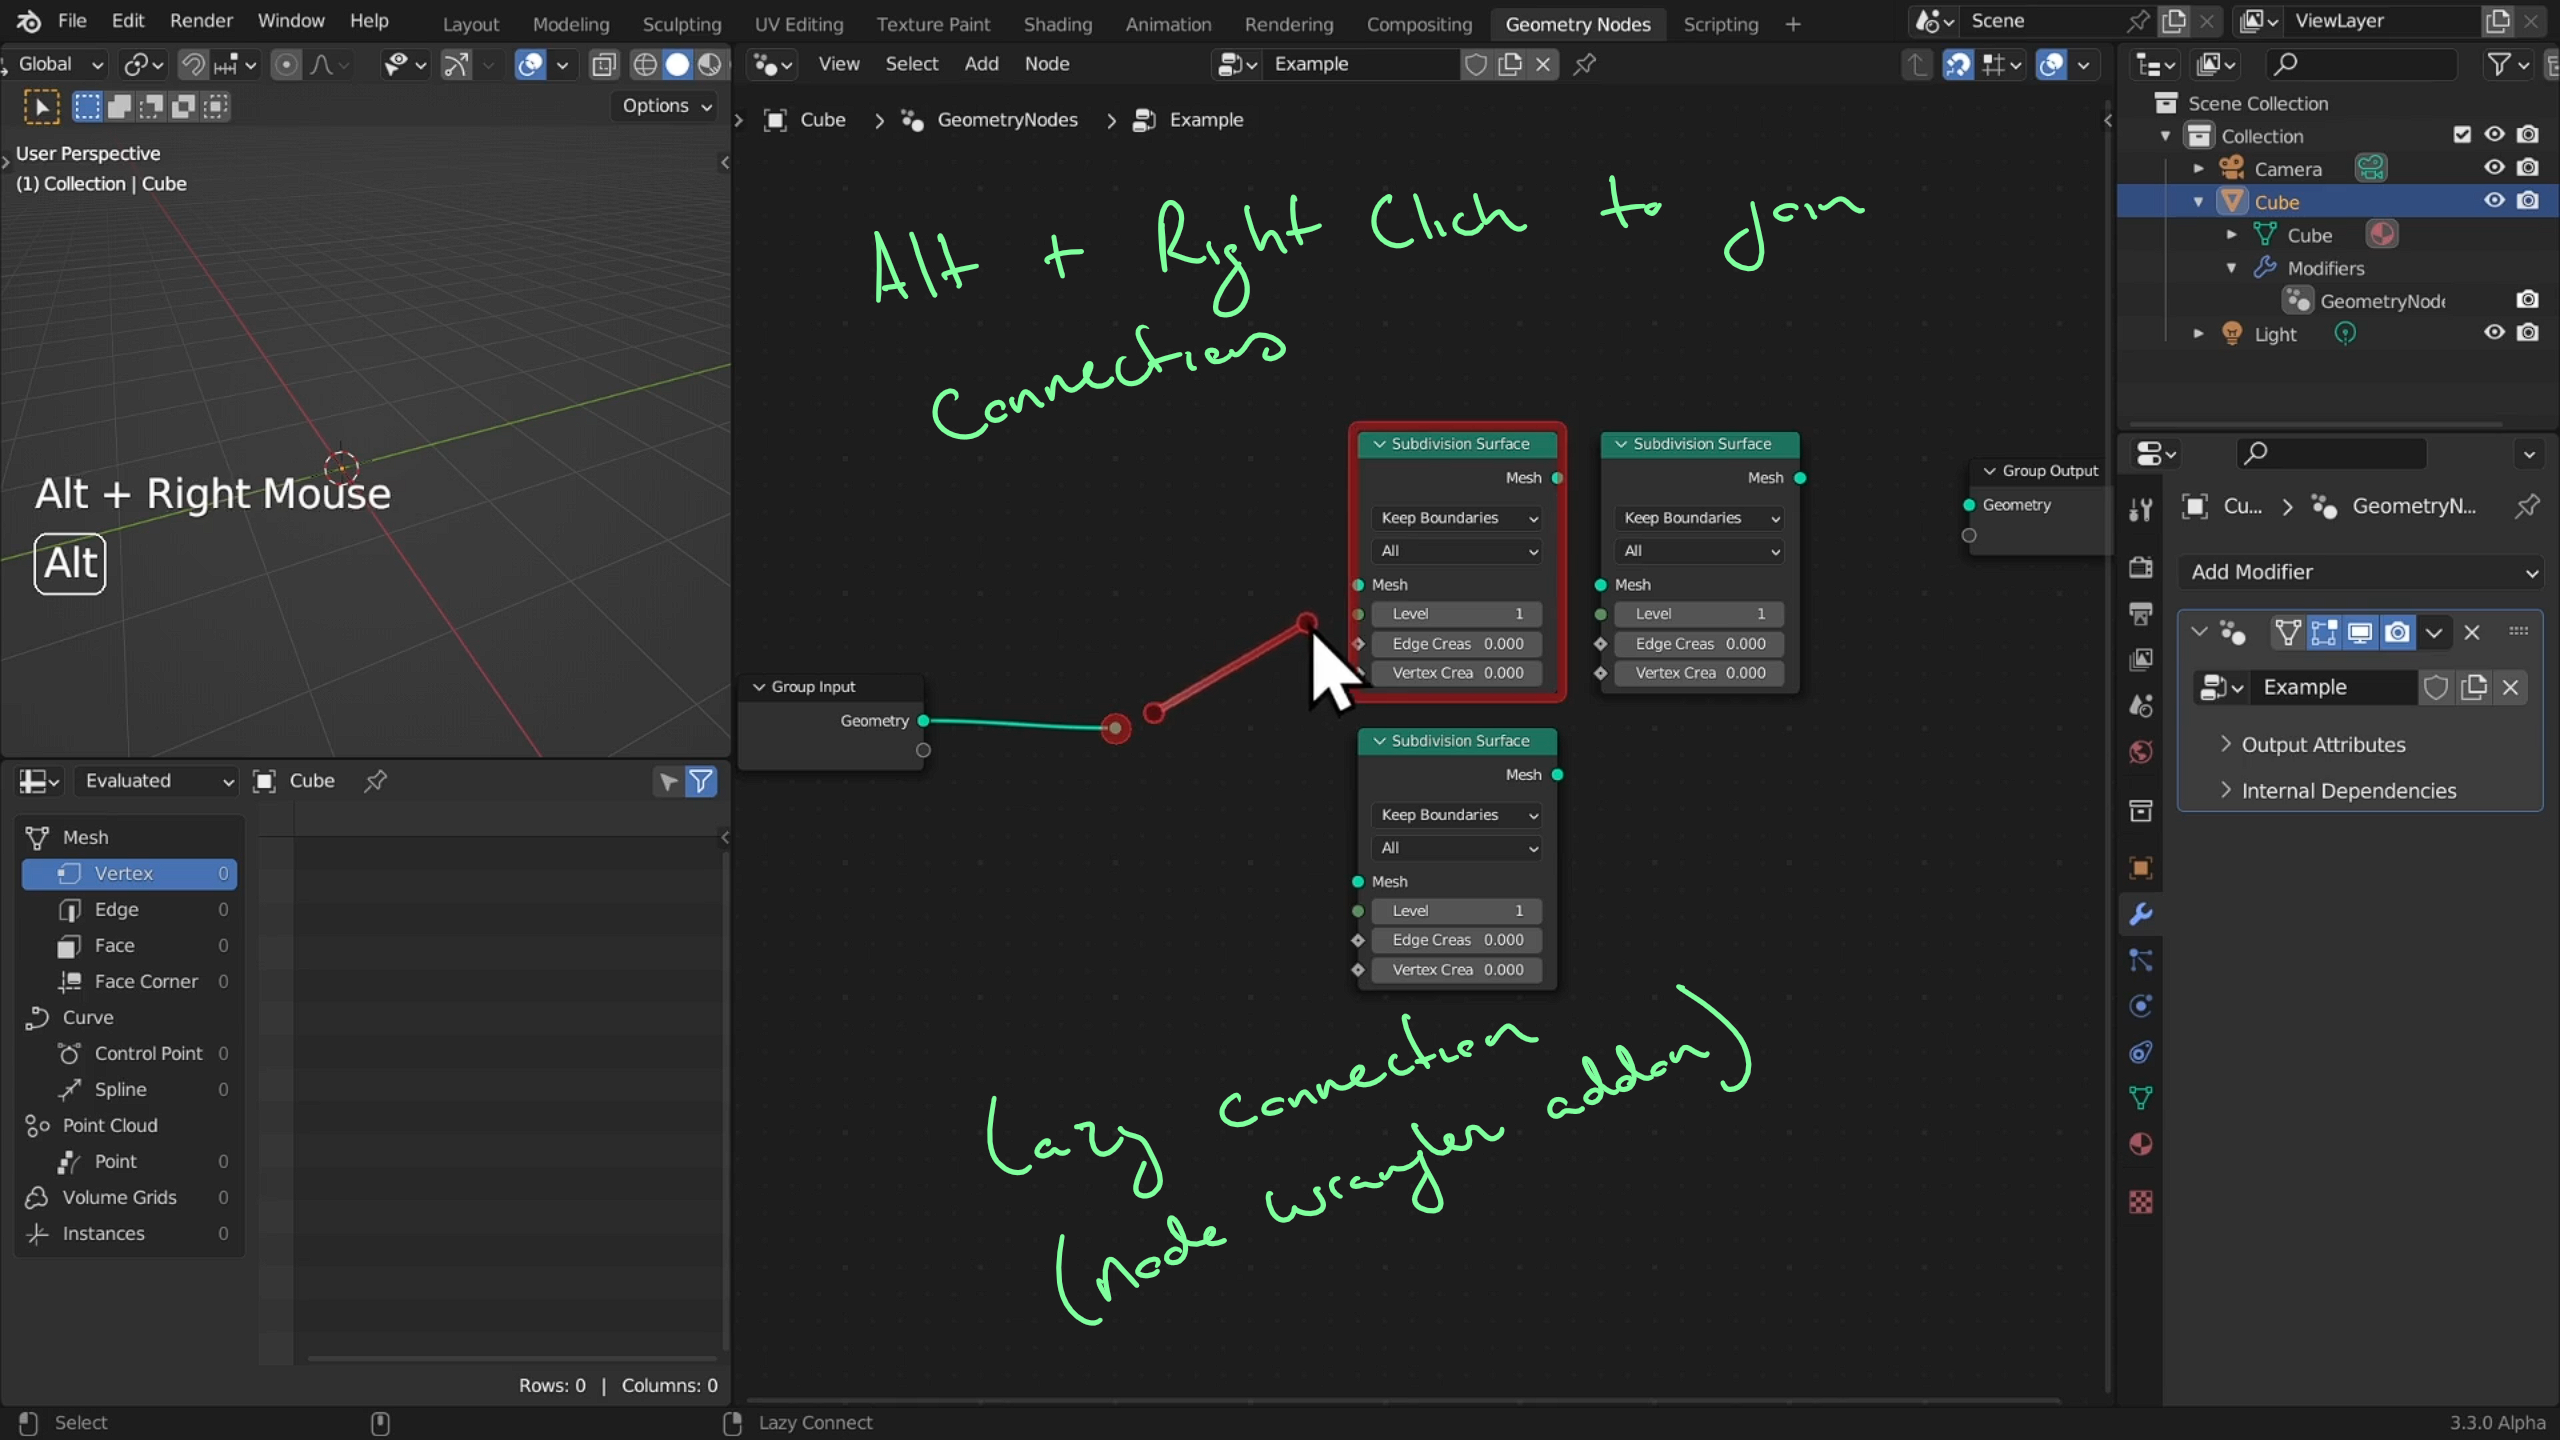 File Edit Render Window Help
Layout Modeling Sculpting UV Editing Texture Paint Shading Animation Rendering Compositing Geometry Nodes Scripting +
Scene
ViewLayer
Global
View Select Add Node
Example
Options
Cube > GeometryNodes > Example
User Perspective
(1) Collection | Cube
Alt + Right Click to join
Connections
Alt + Right Mouse
Alt
Group Input
Geometry
Subdivision Surface
Mesh
Keep Boundaries
All
Mesh
Level 1
Edge Creas 0.000
Vertex Crea 0.000
Subdivision Surface
Mesh
Keep Boundaries
All
Mesh
Level 1
Edge Creas 0.000
Vertex Crea 0.000
Subdivision Surface
Mesh
Keep Boundaries
All
Mesh
Level 1
Edge Creas 0.000
Vertex Crea 0.000
Group Output
Geometry
Lazy connection
(node wrangler addon)
Evaluated
Cube
Mesh
Vertex 0
Edge 0
Face 0
Face Corner 0
Curve
Control Point 0
Spline 0
Point Cloud
Point 0
Volume Grids 0
Instances 0
Rows: 0 | Columns: 0
Scene Collection
Collection
Camera
Cube
Cube
Modifiers
GeometryNode
Light
Cu... > GeometryN...
Add Modifier
Example
Output Attributes
Internal Dependencies
Select
Lazy Connect
3.3.0 Alpha